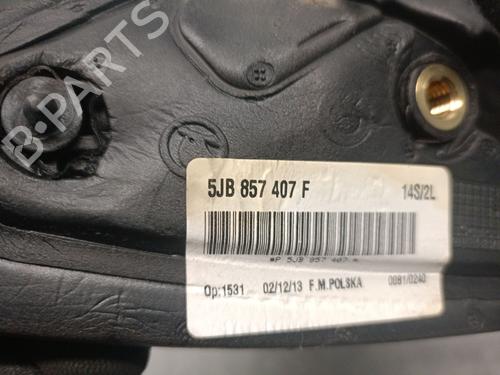 B-PARTS
5JB 857 407 F 14S/2L
*P 5JB 857 407 *
Op:1531 02/12/13 F.M.POLSKA 0081/0240